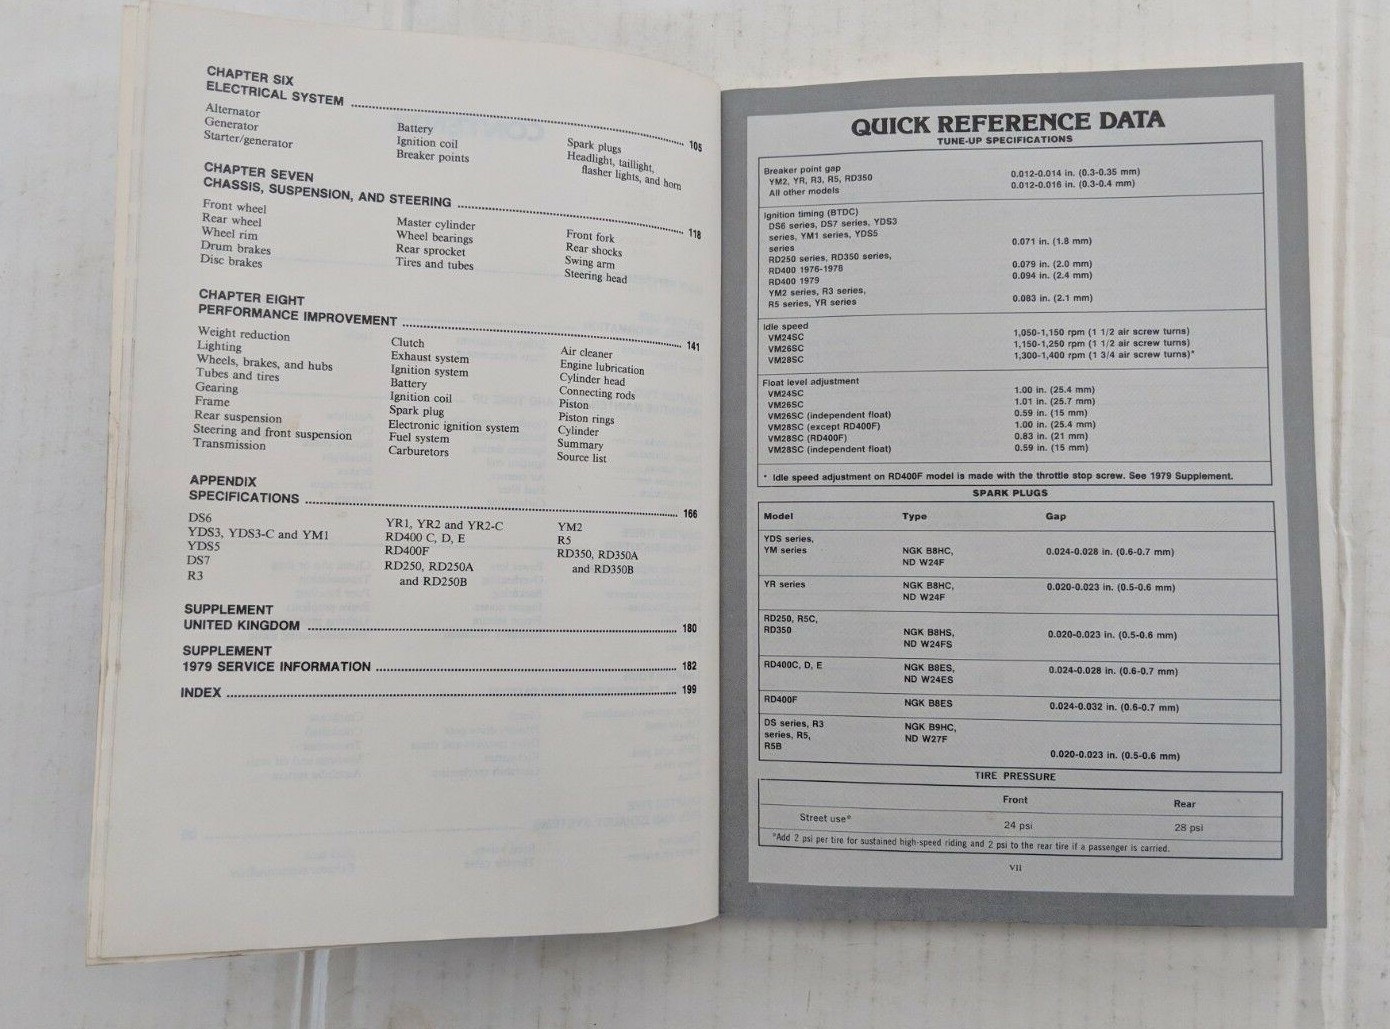 CHAPTER SIX
ELECTRICAL SYSTEM ........ 105
Alternator
Generator
Starter/generator
Battery
Ignition coil
Breaker points
Spark plugs
Headlight, taillight,
flasher lights, and horn
CHAPTER SEVEN
CHASSIS, SUSPENSION, AND STEERING ........ 118
Front wheel
Rear wheel
Wheel rim
Drum brakes
Disc brakes
Master cylinder
Wheel bearings
Rear sprocket
Tires and tubes
Front fork
Rear shocks
Swing arm
Steering head
CHAPTER EIGHT
PERFORMANCE IMPROVEMENT ........ 141
Weight reduction
Lighting
Wheels, brakes, and hubs
Tubes and tires
Gearing
Frame
Rear suspension
Steering and front suspension
Transmission
Clutch
Exhaust system
Ignition system
Battery
Ignition coil
Spark plug
Electronic ignition system
Fuel system
Carburetors
Air cleaner
Engine lubrication
Cylinder head
Connecting rods
Piston
Piston rings
Cylinder
Summary
Source list
APPENDIX
SPECIFICATIONS ........ 166
DS6
YDS3, YDS3-C and YM1
YDS5
DS7
R3
YR1, YR2 and YR2-C
RD400 C, D, E
RD400F
RD250, RD250A
and RD250B
YM2
R5
RD350, RD350A
and RD350B
SUPPLEMENT
UNITED KINGDOM ........ 180
SUPPLEMENT
1979 SERVICE INFORMATION ........ 182
INDEX ........ 199
QUICK REFERENCE DATA
TUNE-UP SPECIFICATIONS
Breaker point gap
YM2, YR, R3, R5, RD350 0.012-0.014 in. (0.3-0.35 mm)
All other models 0.012-0.016 in. (0.3-0.4 mm)
Ignition timing (BTDC)
DS6 series, DS7 series, YDS3
series, YM1 series, YDS5
series 0.071 in. (1.8 mm)
RD250 series, RD350 series,
RD400 1976-1978 0.079 in. (2.0 mm)
RD400 1979 0.094 in. (2.4 mm)
YM2 series, R3 series,
R5 series, YR series 0.083 in. (2.1 mm)
Idle speed
VM24SC 1,050-1,150 rpm (1 1/2 air screw turns)
VM26SC 1,150-1,250 rpm (1 1/2 air screw turns)
VM28SC 1,300-1,400 rpm (1 3/4 air screw turns)*
Float level adjustment
VM24SC 1.00 in. (25.4 mm)
VM26SC 1.01 in. (25.7 mm)
VM26SC (independent float) 0.59 in. (15 mm)
VM28SC (except RD400F) 1.00 in. (25.4 mm)
VM28SC (RD400F) 0.83 in. (21 mm)
VM28SC (independent float) 0.59 in. (15 mm)
* Idle speed adjustment on RD400F model is made with the throttle stop screw. See 1979 Supplement.
SPARK PLUGS
Model Type Gap
YDS series,
YM series NGK B8HC, 0.024-0.028 in. (0.6-0.7 mm)
ND W24F
YR series NGK B8HC, 0.020-0.023 in. (0.5-0.6 mm)
ND W24F
RD250, R5C,
RD350 NGK B8HS, 0.020-0.023 in. (0.5-0.6 mm)
ND W24FS
RD400C, D, E NGK B8ES, 0.024-0.028 in. (0.6-0.7 mm)
ND W24ES
RD400F NGK B8ES 0.024-0.032 in. (0.6-0.7 mm)
DS series, R3 NGK B9HC,
series, R5, ND W27F
R5B 0.020-0.023 in. (0.5-0.6 mm)
TIRE PRESSURE
Front Rear
Street use* 24 psi 28 psi
*Add 2 psi per tire for sustained high-speed riding and 2 psi to the rear tire if a passenger is carried.
VII